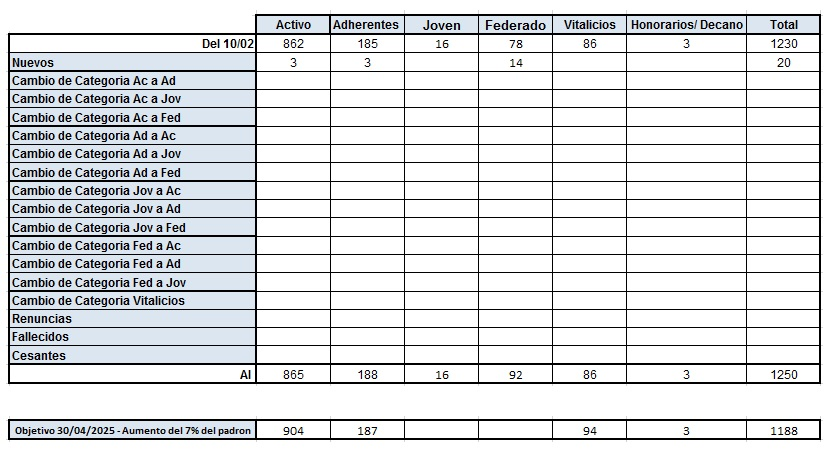 Activo Adherentes Joven Federado Vitalicios Honorarios/ Decano Total
Del 10/02 862 185 16 78 86 3 1230
Nuevos 3 3 14 20
Cambio de Categoria Ac a Ad
Cambio de Categoria Ac a Jov
Cambio de Categoria Ac a Fed
Cambio de Categoria Ad a Ac
Cambio de Categoria Ad a Jov
Cambio de Categoria Ad a Fed
Cambio de Categoria Jov a Ac
Cambio de Categoria Jov a Ad
Cambio de Categoria Jov a Fed
Cambio de Categoria Fed a Ac
Cambio de Categoria Fed a Ad
Cambio de Categoria Fed a Jov
Cambio de Categoria Vitalicios
Renuncias
Fallecidos
Cesantes
Al 865 188 16 92 86 3 1250
Objetivo 30/04/2025 - Aumento del 7% del padron 904 187 94 3 1188